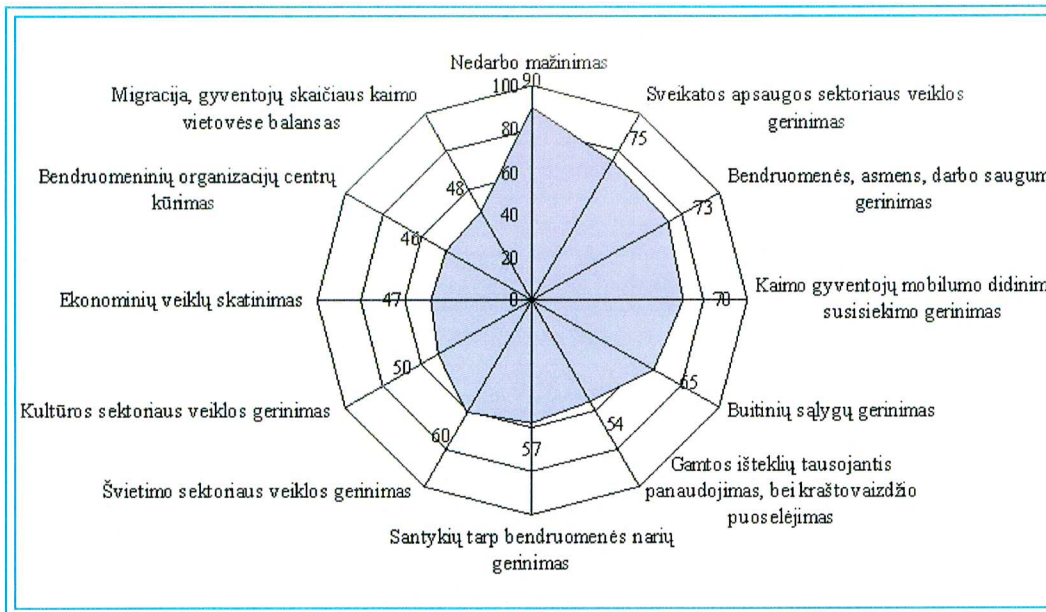 Nedarbo mažinimas
90
100
80
60
40
20
0
Sveikatos apsaugos sektoriaus veiklos
gerinimas
75
Bendruomenės, asmens, darbo saugum
gerinimas
73
Kaimo gyventojų mobilumo didinim
susisiekimo gerinimas
70
Buitinių sąlygų gerinimas
65
Gamtos išteklių tausojantis
panaudojimas, bei kraštovaizdžio
puoselėjimas
54
Santykių tarp bendruomenės narių
gerinimas
57
Švietimo sektoriaus veiklos gerinimas
60
Kultūros sektoriaus veiklos gerinimas
50
Ekonominių veiklų skatinimas
47
Bendruomeninių organizacijų centrų
kūrimas
46
Migracija, gyventojų skaičiaus kaimo
vietovėse balansas
48